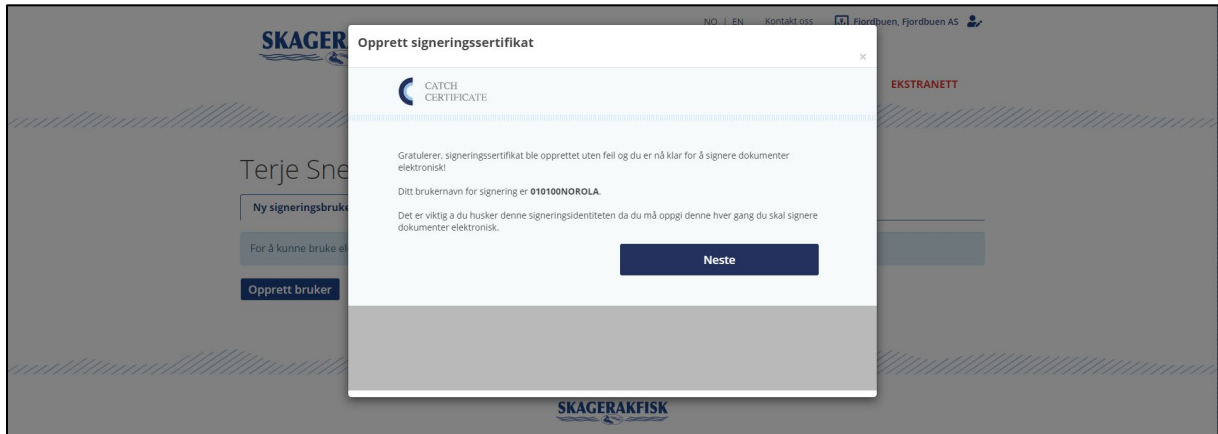 NO | EN Kontakt oss Fjordbuen, Fjordbuen AS
SKAGER
Opprett signeringssertifikat
×
EKSTRANETT
CATCH
CERTIFICATE
Terje Sne
Gratulerer, signeringssertifikat ble opprettet uten feil og du er nå klar for å signere dokumenter
elektronisk!
Ditt brukernavn for signering er 010100NOROLA.
Ny signeringsbruke
Det er viktig a du husker denne signeringsidentiteten da du må oppgi denne hver gang du skal signere
dokumenter elektronisk.
For å kunne bruke el
Neste
Opprett bruker
SKAGERAKFISK